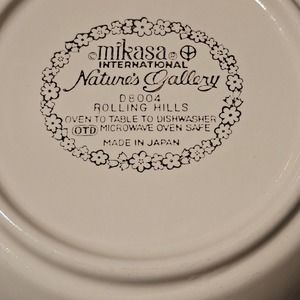 ©mikasa
INTERNATIONAL
Nature's Gallery
D8004
ROLLING HILLS
OVEN TO TABLE TO DISHWASHER
OTD MICROWAVE OVEN SAFE
MADE IN JAPAN